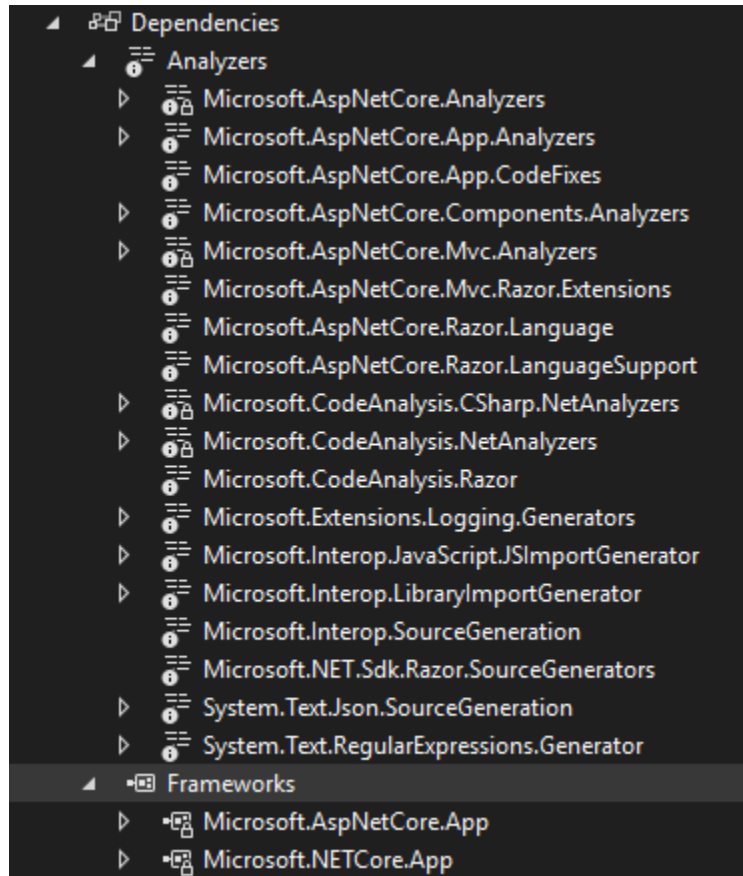 Dependencies
Analyzers
Microsoft.AspNetCore.Analyzers
Microsoft.AspNetCore.App.Analyzers
Microsoft.AspNetCore.App.CodeFixes
Microsoft.AspNetCore.Components.Analyzers
Microsoft.AspNetCore.Mvc.Analyzers
Microsoft.AspNetCore.Mvc.Razor.Extensions
Microsoft.AspNetCore.Razor.Language
Microsoft.AspNetCore.Razor.LanguageSupport
Microsoft.CodeAnalysis.CSharp.NetAnalyzers
Microsoft.CodeAnalysis.NetAnalyzers
Microsoft.CodeAnalysis.Razor
Microsoft.Extensions.Logging.Generators
Microsoft.Interop.JavaScript.JSImportGenerator
Microsoft.Interop.LibraryImportGenerator
Microsoft.Interop.SourceGeneration
Microsoft.NET.Sdk.Razor.SourceGenerators
System.Text.Json.SourceGeneration
System.Text.RegularExpressions.Generator
Frameworks
Microsoft.AspNetCore.App
Microsoft.NETCore.App